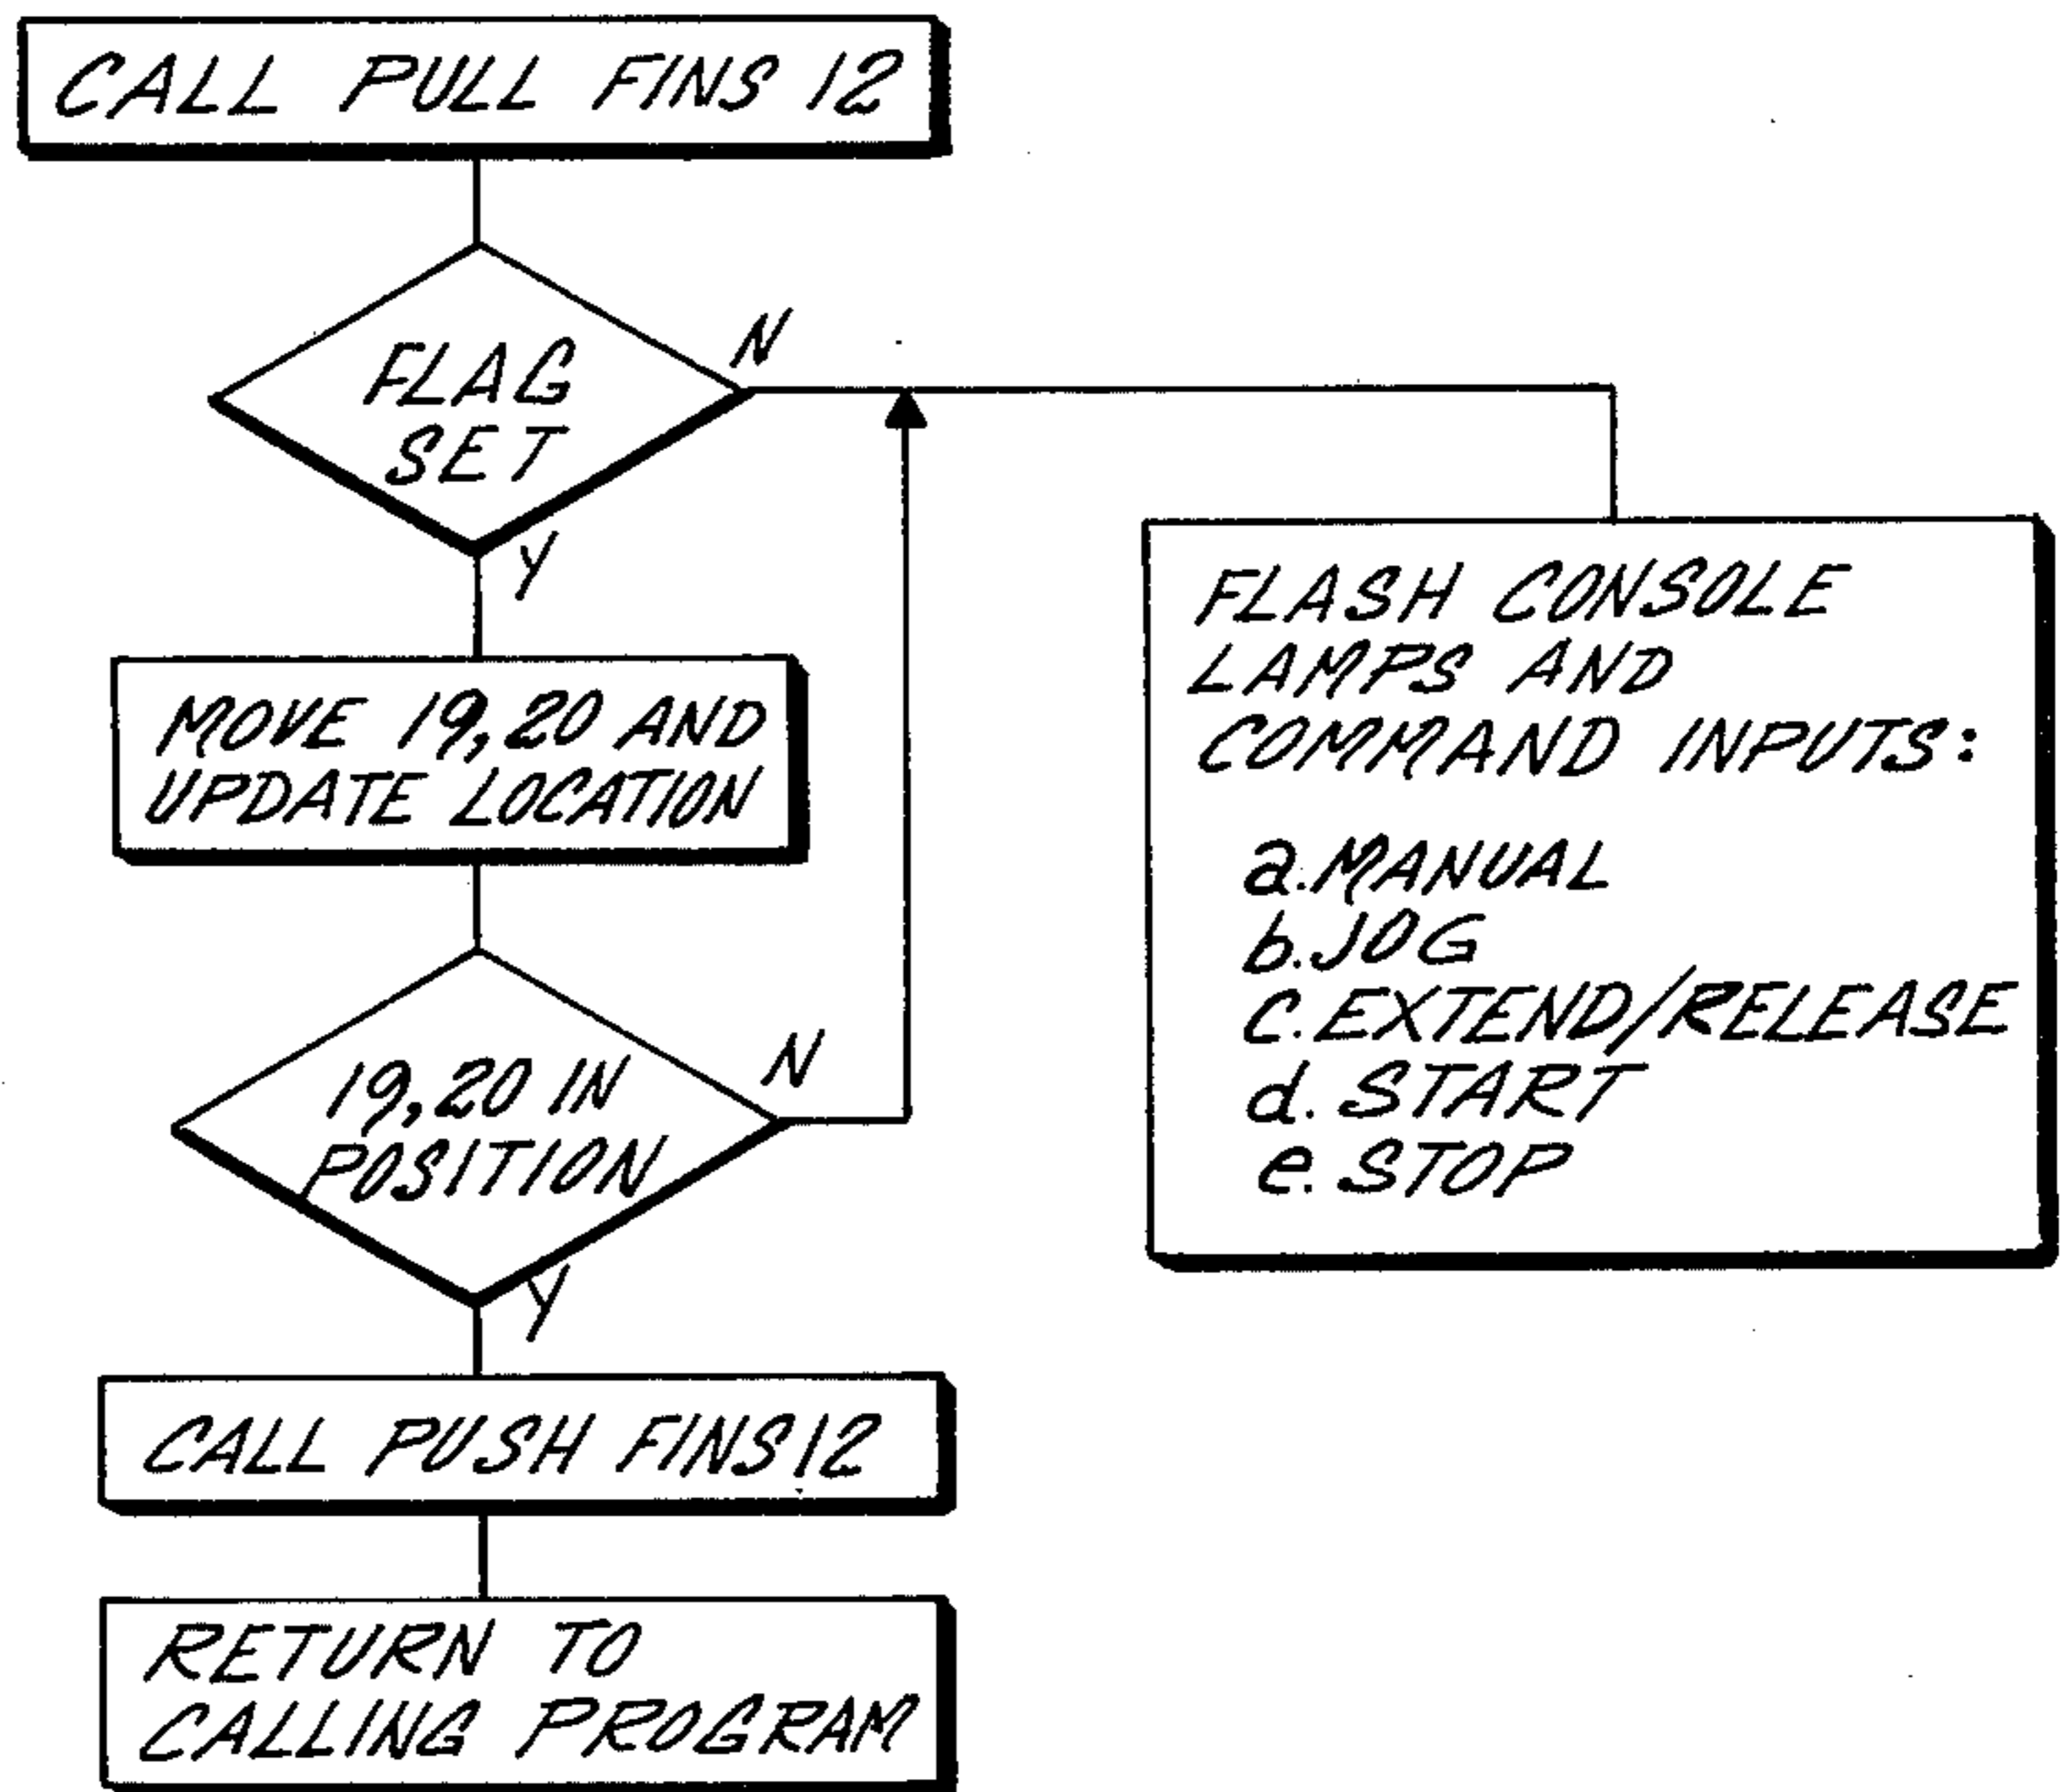 CALL PULL FINS 12
FLAG
SET
N
Y
MOVE 19,20 AND
UPDATE LOCATION
19,20 IN
POSITION
N
Y
CALL PUSH FINS 12
RETURN TO
CALLING PROGRAM
FLASH CONSOLE
LAMPS AND
COMMAND INPUTS:
a. MANUAL
b. JOG
c. EXTEND/RELEASE
d. START
e. STOP